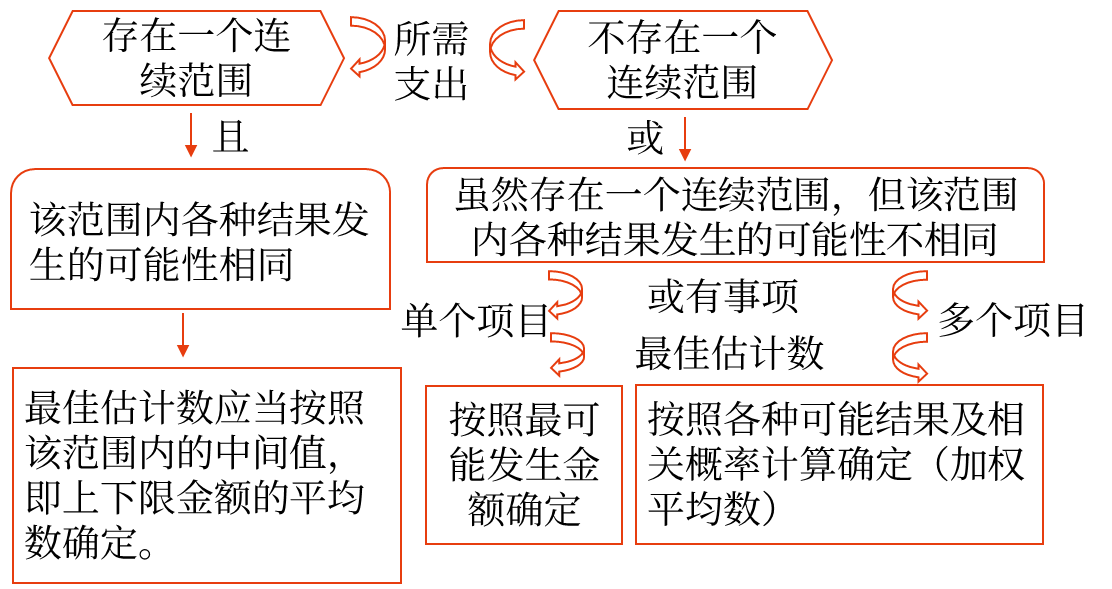 存在一个连
续范围
所需
支出
不存在一个
连续范围
且
或
该范围内各种结果发
生的可能性相同
虽然存在一个连续范围，但该范围
内各种结果发生的可能性不相同
单个项目
或有事项
最佳估计数
多个项目
最佳估计数应当按照
该范围内的中间值，
即上下限金额的平均
数确定。
按照最可
能发生金
额确定
按照各种可能结果及相
关概率计算确定（加权
平均数）